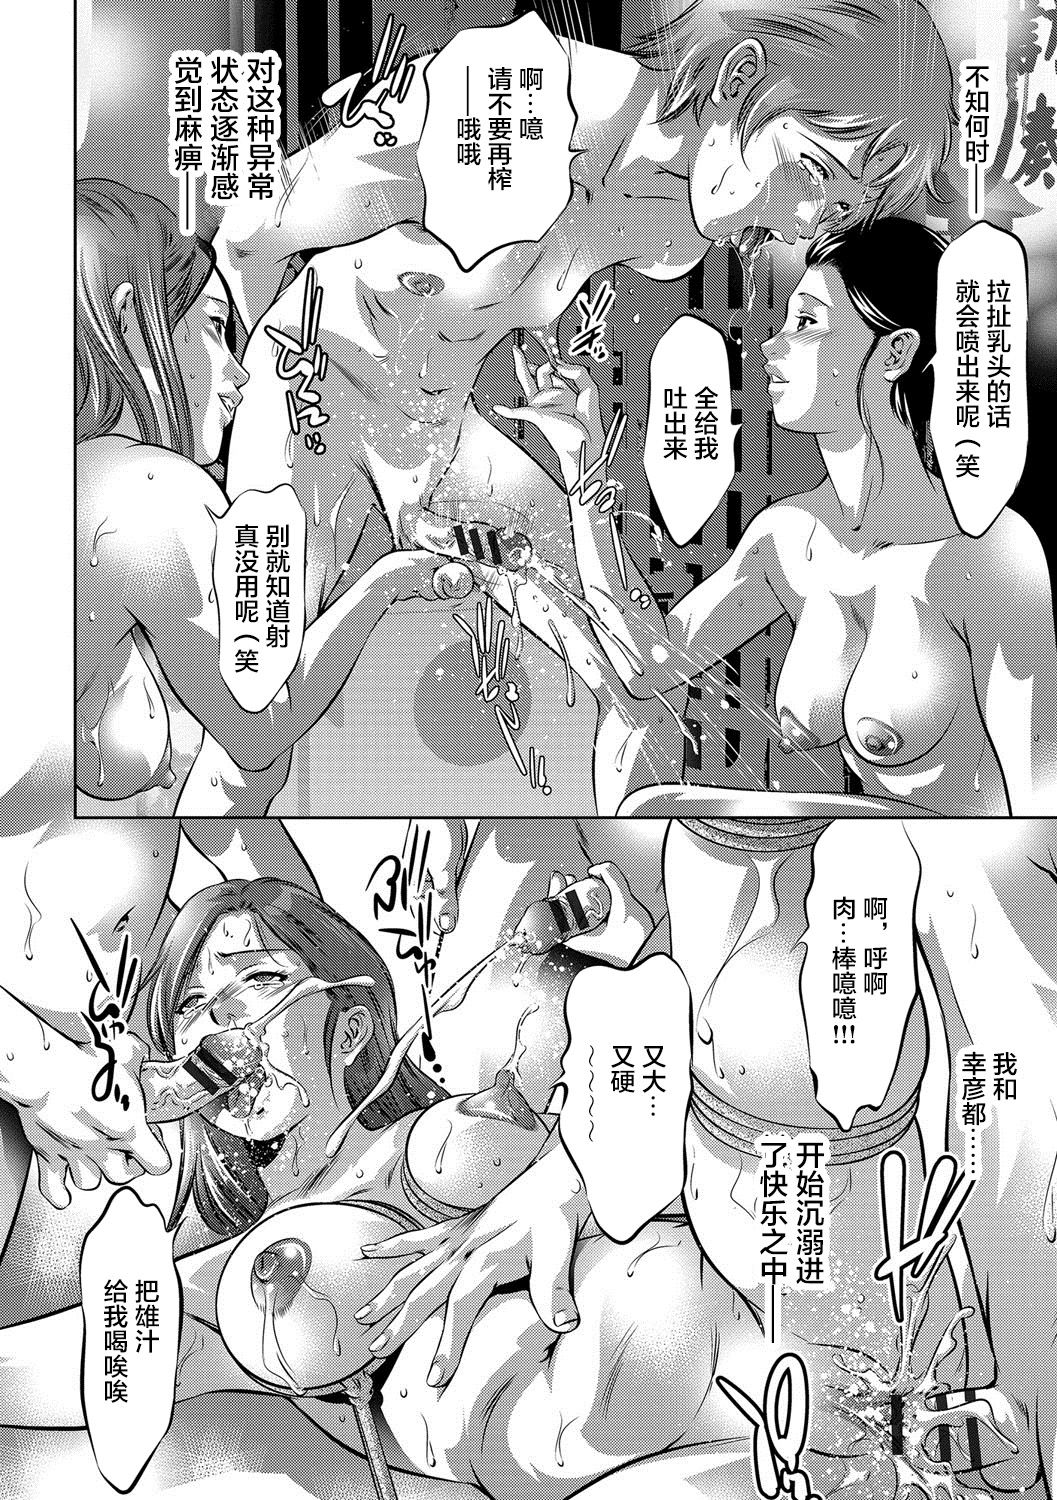 不知何时——
拉扯乳头的话
就会喷出来呢（笑
啊…噫
请不要再榨
——哦哦
全给我
吐出来
对这种异常
状态逐渐感
觉到麻痹——
别就知道射
真没用呢（笑
啊，呼啊
肉…棒噫噫!!!
我和
幸彦都……
又大…
又硬
~~~~
开始沉溺进
了快乐之中——
把雄汁
给我喝唉唉